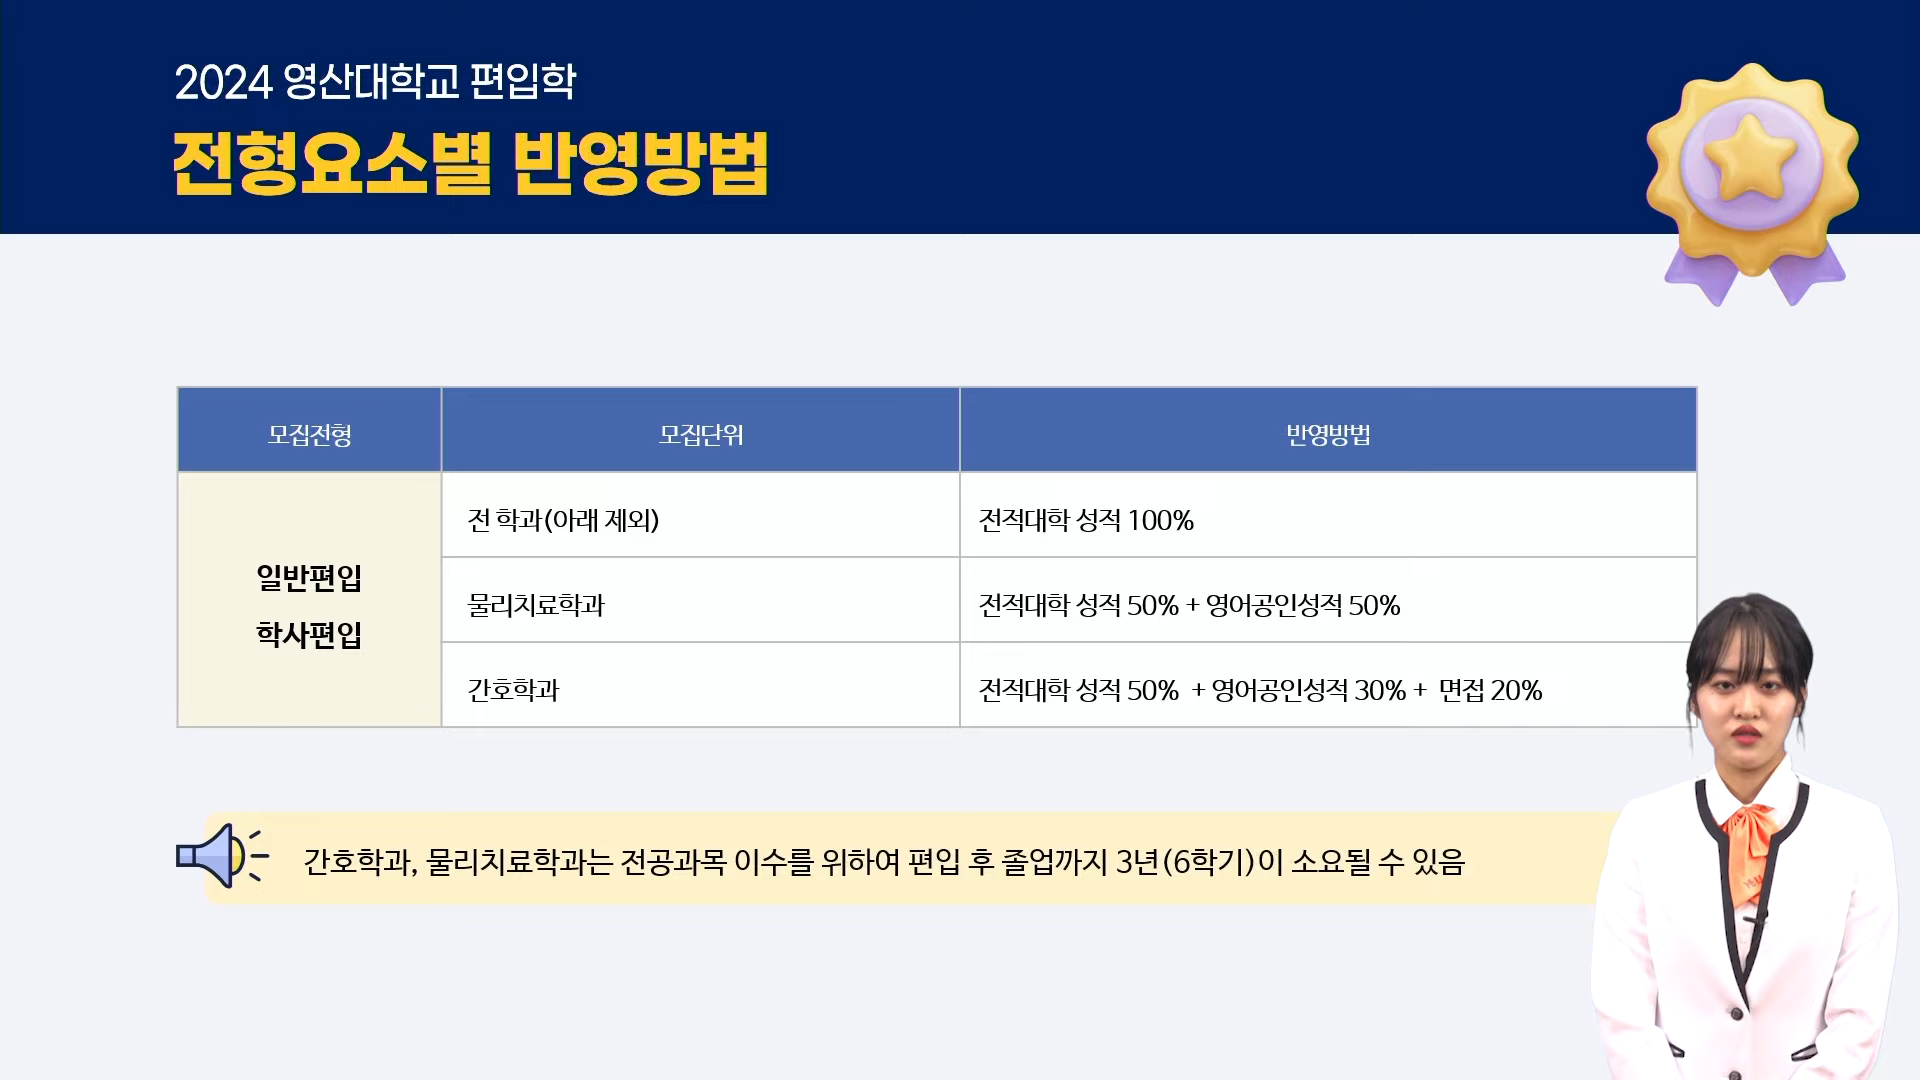 2024 영산대학교 편입학
전형요소별 반영방법
모집전형 모집단위 반영방법
일반편입
학사편입
전 학과(아래 제외) 전적대학 성적 100%
물리치료학과 전적대학 성적 50% + 영어공인성적 50%
간호학과 전적대학 성적 50% + 영어공인성적 30% + 면접 20%
간호학과, 물리치료학과는 전공과목 이수를 위하여 편입 후 졸업까지 3년(6학기)이 소요될 수 있음